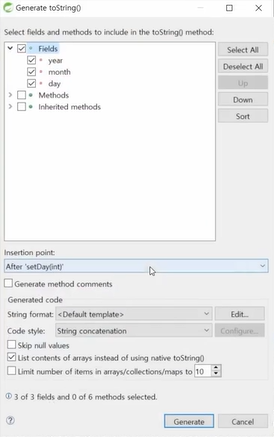 Generate toString()
Select fields and methods to include in the toString() method:
Fields
year
month
day
Methods
Inherited methods
Select All
Deselect All
Up
Down
Sort
Insertion point:
After 'setDay(int)'
Generate method comments
Generated code
String format: <Default template> Edit...
Code style: String concatenation Configure...
Skip null values
List contents of arrays instead of using native toString()
Limit number of items in arrays/collections/maps to 10
3 of 3 fields and 0 of 6 methods selected.
Generate Cancel